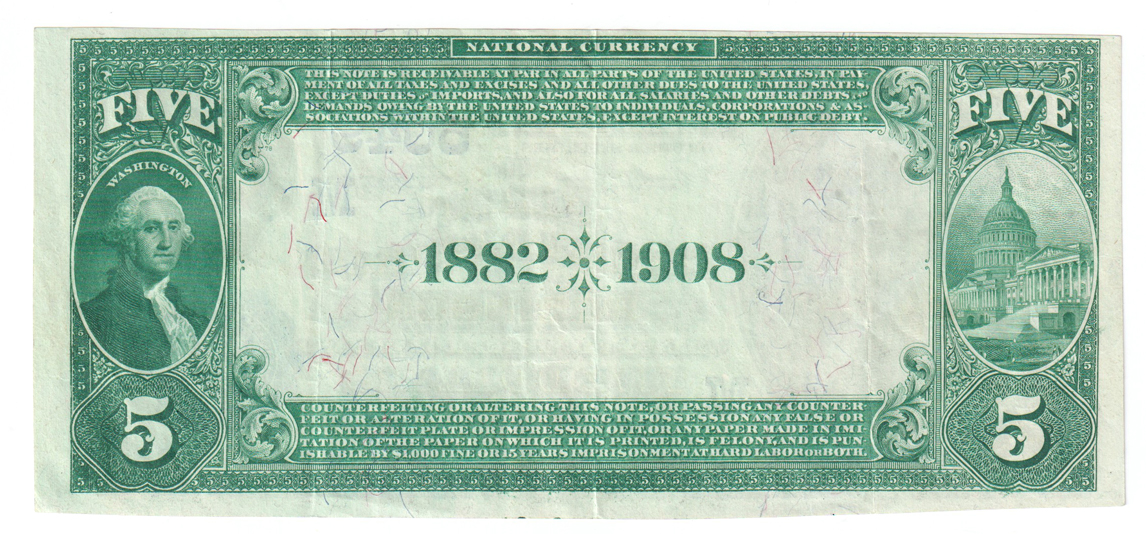 NATIONAL CURRENCY
FIVE
FIVE
THIS NOTE IS RECEIVABLE AT PAR IN ALL PARTS OF THE UNITED STATES, IN PAY-
MENT OF ALL TAXES AND EXCISES AND ALL OTHER DUES TO THE UNITED STATES,
EXCEPT DUTIES ON IMPORTS, AND ALSO FOR ALL SALARIES AND OTHER DEBTS &
DEMANDS OWING BY THE UNITED STATES TO INDIVIDUALS, CORPORATIONS & AS-
SOCIATIONS WITHIN THE UNITED STATES, EXCEPT INTEREST ON PUBLIC DEBT.
WASHINGTON
1882 1908
COUNTERFEITING OR ALTERING THIS NOTE, OR PASSING ANY COUNTER-
FEIT OR ALTERATION OF IT, OR HAVING IN POSSESSION ANY FALSE OR
COUNTERFEIT PLATE OR IMPRESSION OF IT, OR ANY PAPER MADE IN IMI
TATION OF THE PAPER ON WHICH IT IS PRINTED, IS FELONY, AND IS PUN
ISHABLE BY $1,000 FINE OR 15 YEARS IMPRISONMENT AT HARD LABOR OR BOTH.
5
5